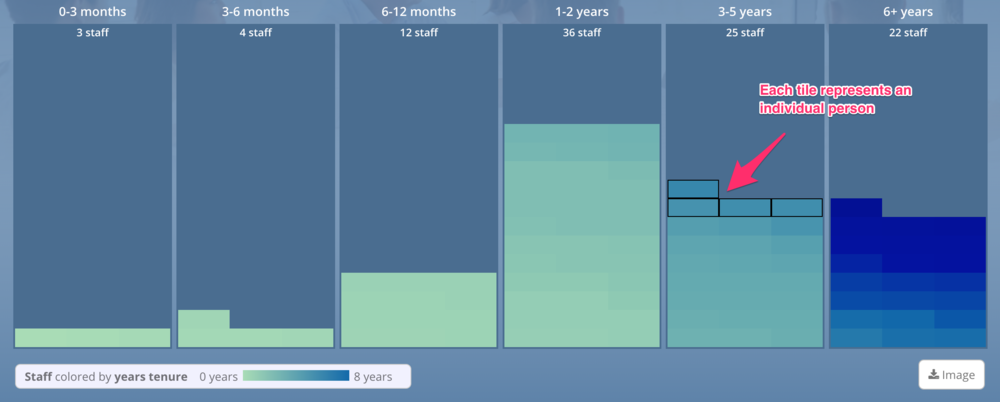 0-3 months
3-6 months
6-12 months
1-2 years
3-5 years
6+ years
3 staff
4 staff
12 staff
36 staff
25 staff
22 staff
Each tile represents an
individual person
Staff colored by years tenure 0 years 8 years
Image